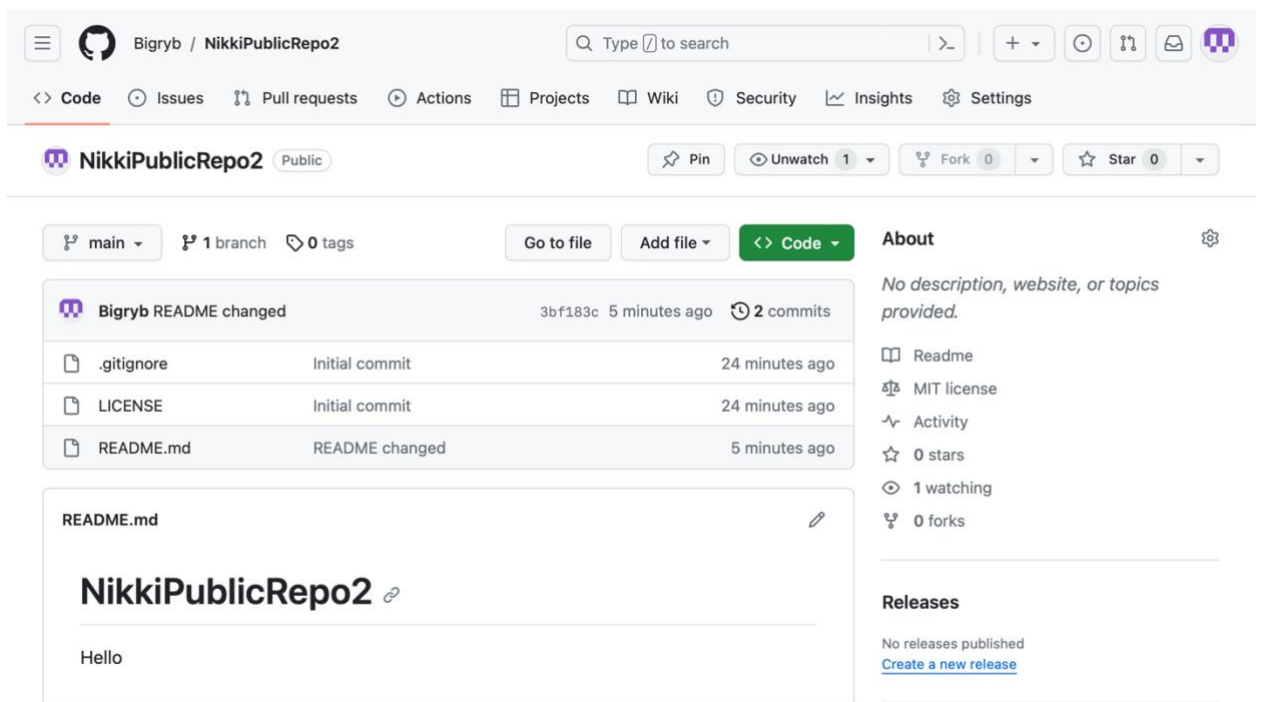 Bigryb / NikkiPublicRepo2 Type / to search
Code Issues Pull requests Actions Projects Wiki Security Insights Settings
NikkiPublicRepo2 Public Pin Unwatch 1 Fork 0 Star 0
main 1 branch 0 tags Go to file Add file <> Code
Bigryb README changed 3bf183c 5 minutes ago 2 commits
.gitignore Initial commit 24 minutes ago
LICENSE Initial commit 24 minutes ago
README.md README changed 5 minutes ago
README.md
NikkiPublicRepo2
Hello
About
No description, website, or topics
provided.
Readme
MIT license
Activity
0 stars
1 watching
0 forks
Releases
No releases published
Create a new release